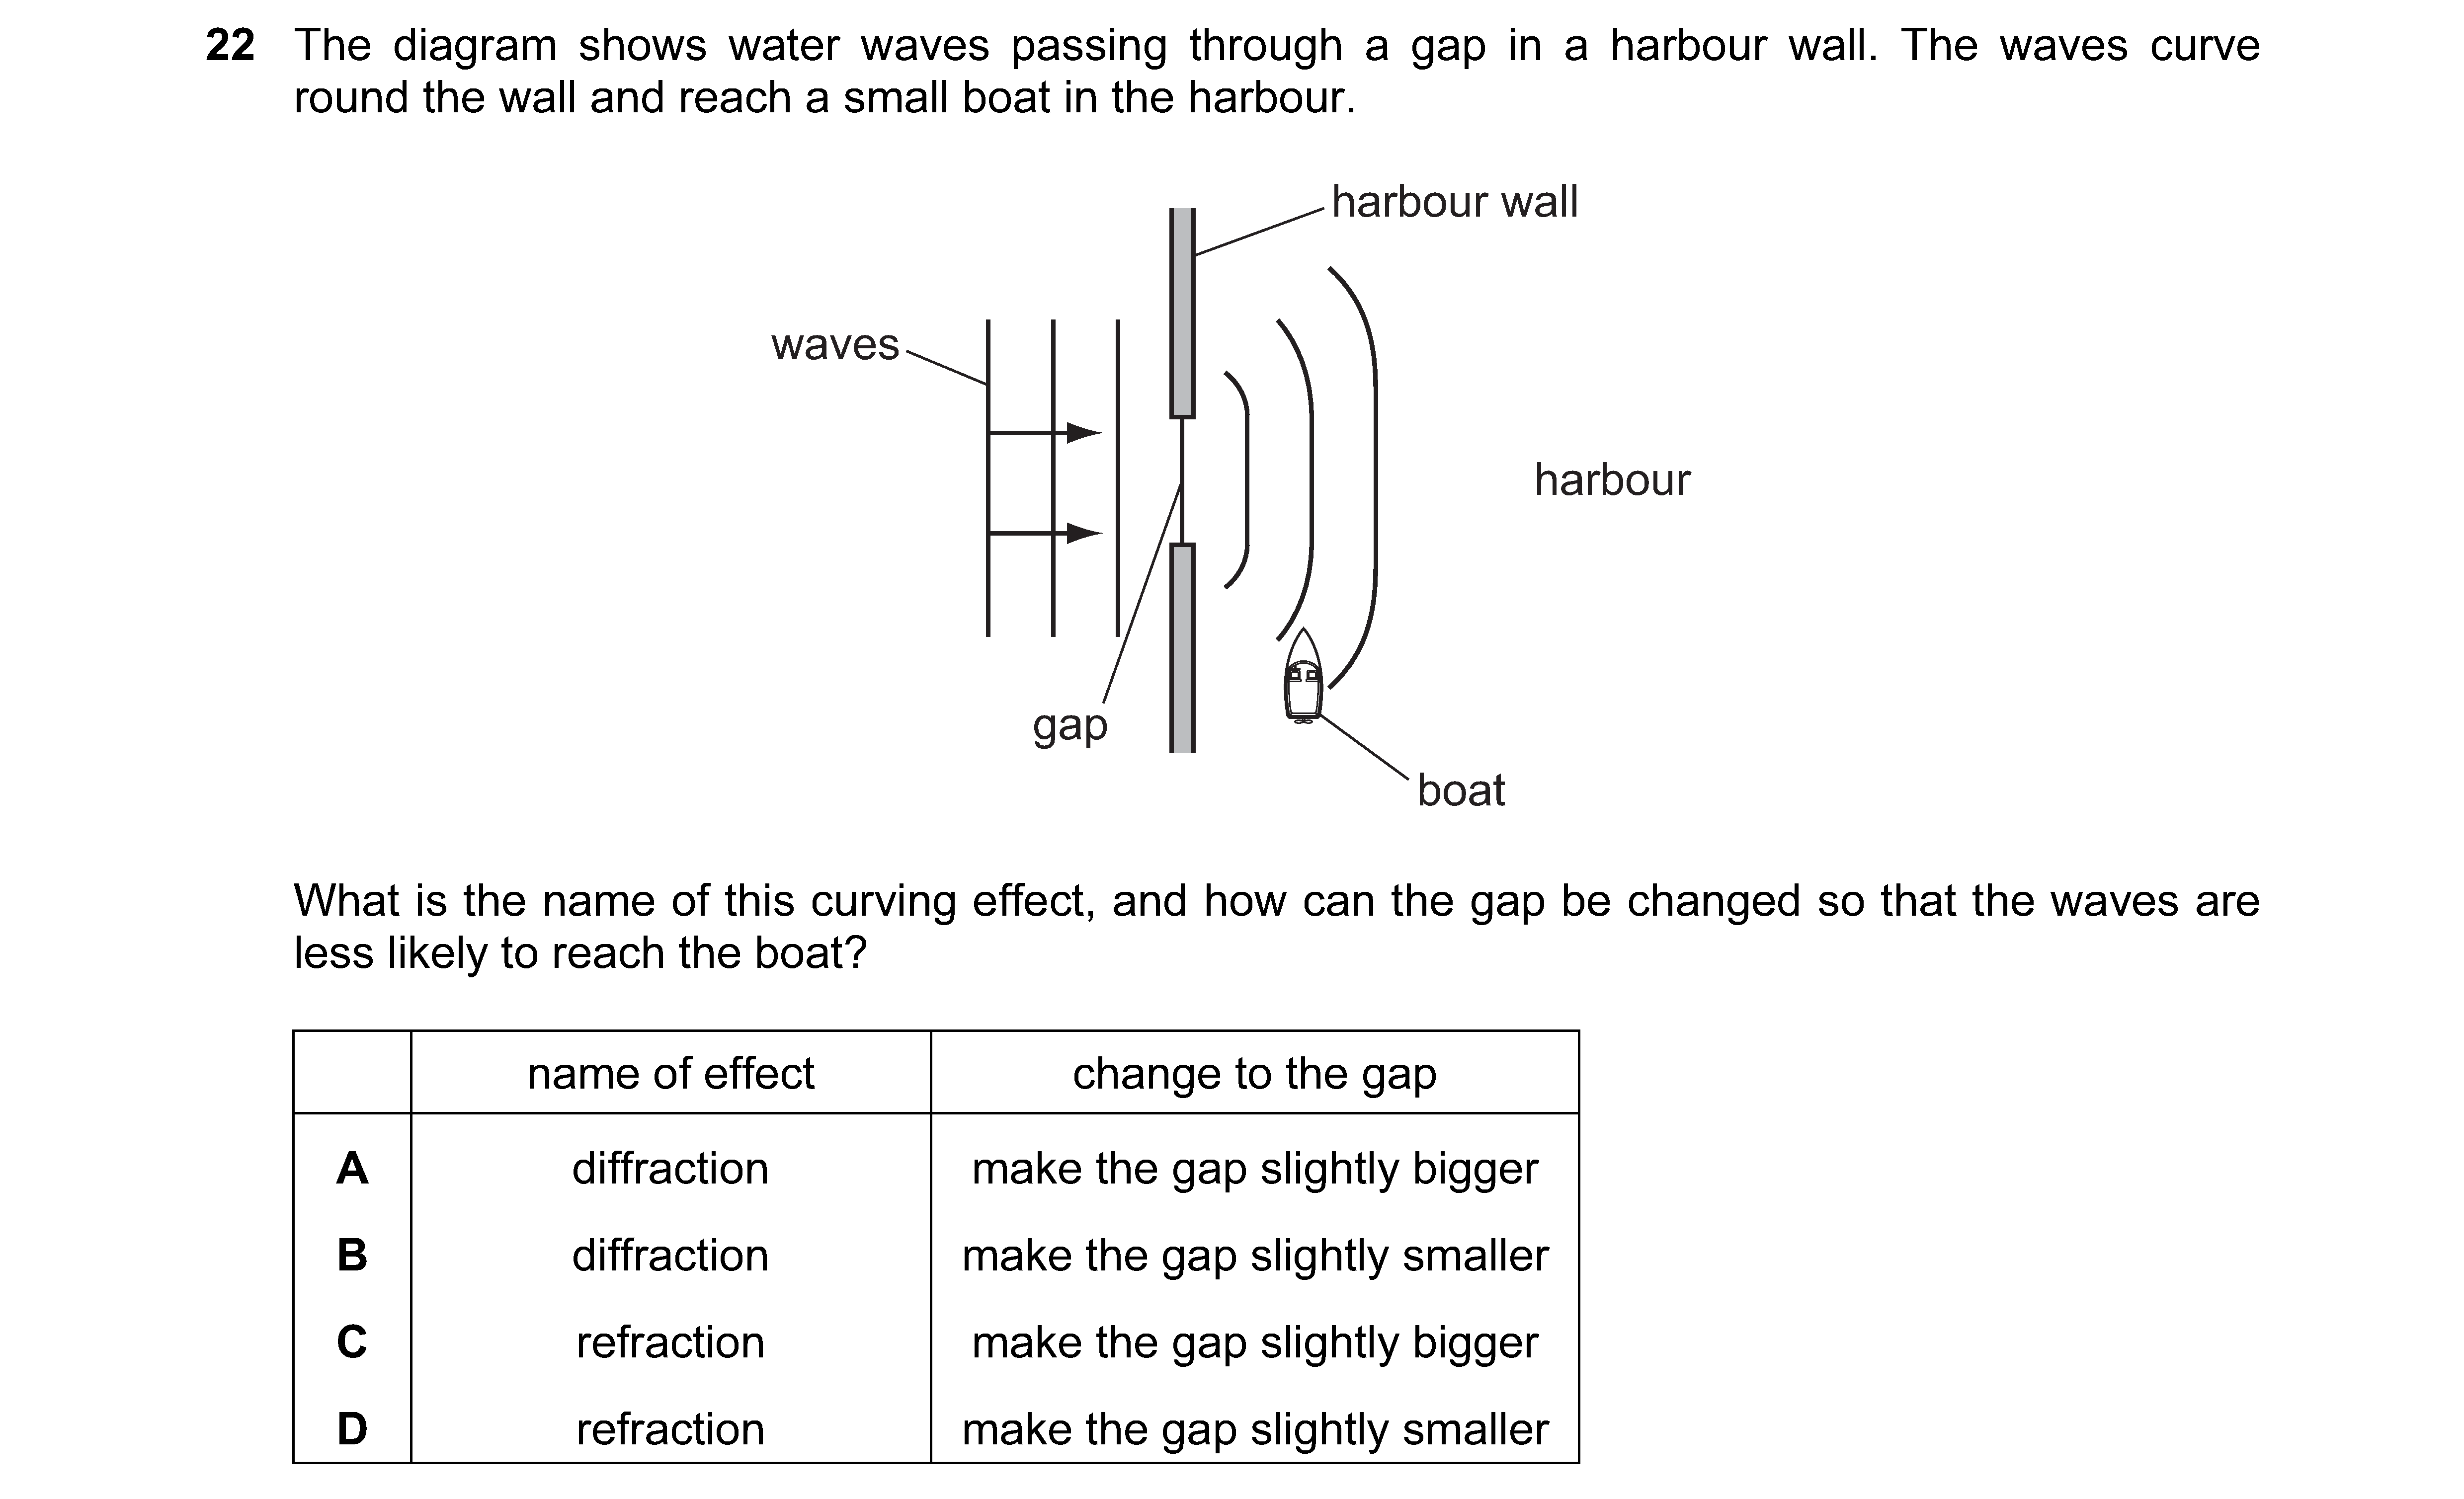 22 The diagram shows water waves passing through a gap in a harbour wall. The waves curve
round the wall and reach a small boat in the harbour.
harbour wall
waves
harbour
gap
boat
What is the name of this curving effect, and how can the gap be changed so that the waves are
less likely to reach the boat?
name of effect change to the gap
A diffraction make the gap slightly bigger
B diffraction make the gap slightly smaller
C refraction make the gap slightly bigger
D refraction make the gap slightly smaller